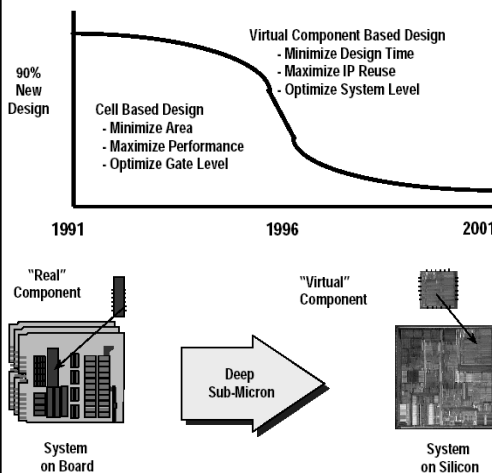 Virtual Component Based Design
- Minimize Design Time
- Maximize IP Reuse
- Optimize System Level
90%
New
Design
Cell Based Design
- Minimize Area
- Maximize Performance
- Optimize Gate Level
1991
1996
2001
"Real"
Component
"Virtual"
Component
Deep
Sub-Micron
System
on Board
System
on Silicon